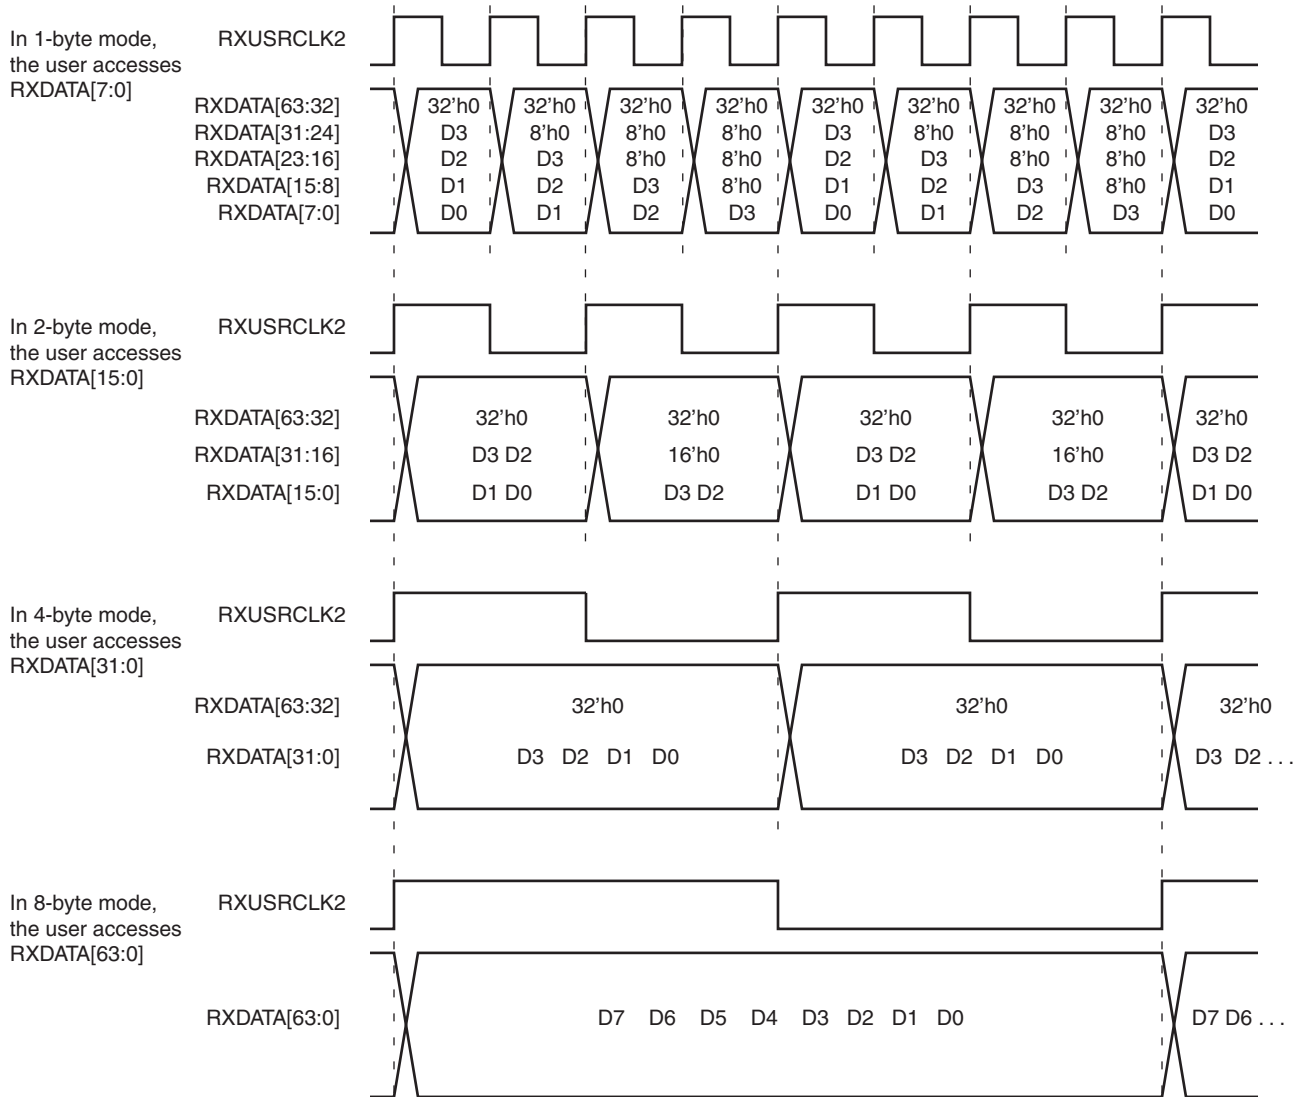 In 1-byte mode,
the user accesses
RXDATA[7:0]
RXUSRCLK2
RXDATA[63:32] 32'h0 32'h0 32'h0 32'h0 32'h0 32'h0 32'h0 32'h0 32'h0
RXDATA[31:24] D3 8'h0 8'h0 8'h0 D3 8'h0 8'h0 8'h0 D3
RXDATA[23:16] D2 D3 8'h0 8'h0 D2 D3 8'h0 8'h0 D2
RXDATA[15:8] D1 D2 D3 8'h0 D1 D2 D3 8'h0 D1
RXDATA[7:0] D0 D1 D2 D3 D0 D1 D2 D3 D0
In 2-byte mode,
the user accesses
RXDATA[15:0]
RXUSRCLK2
RXDATA[63:32] 32'h0 32'h0 32'h0 32'h0 32'h0
RXDATA[31:16] D3 D2 16'h0 D3 D2 16'h0 D3 D2
RXDATA[15:0] D1 D0 D3 D2 D1 D0 D3 D2 D1 D0
In 4-byte mode,
the user accesses
RXDATA[31:0]
RXUSRCLK2
RXDATA[63:32] 32'h0 32'h0 32'h0
RXDATA[31:0] D3 D2 D1 D0 D3 D2 D1 D0 D3 D2 . . .
In 8-byte mode,
the user accesses
RXDATA[63:0]
RXUSRCLK2
RXDATA[63:0] D7 D6 D5 D4 D3 D2 D1 D0 D7 D6 . . .